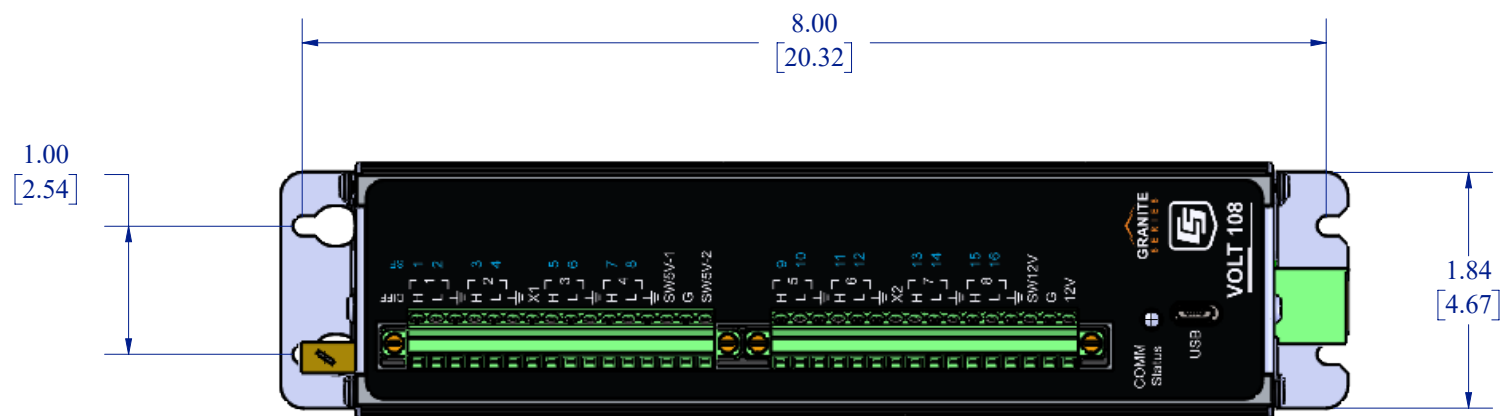 8.00
[20.32]
1.00
[2.54]
1.84
[4.67]
SE 1 2 3 4 5 6 7 8 9 10 11 12 13 14 15 16
1 2 3 4 5 6 7 8
H L H L X1 H L H L SW5V-1 G SW5V-2 H L H L X2 H L H L SW12V G 12V
GRANITE
SERIES
VOLT 108
COMM
Status
USB